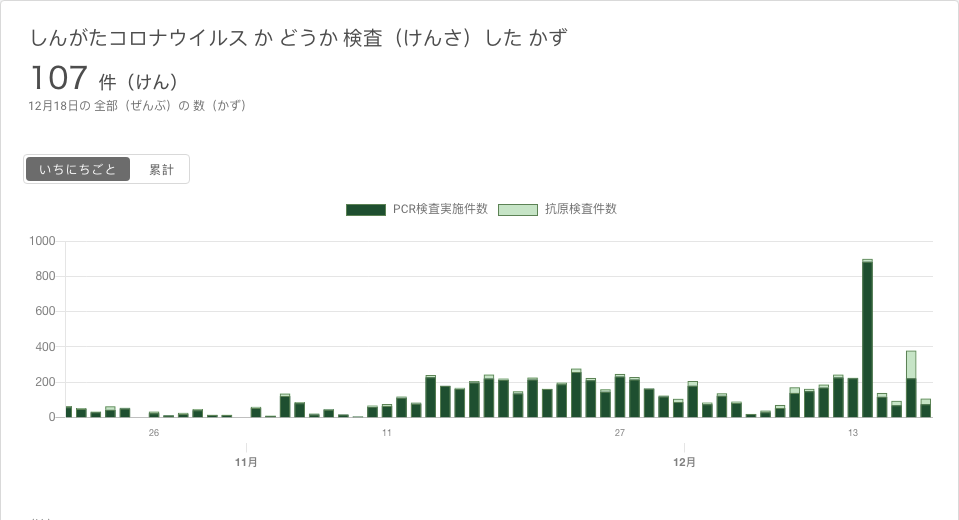 しんがたコロナウイルス か どうか 検査（けんさ）した かず
107 件（けん）
12月18日の 全部（ぜんぶ）の 数（かず）
いちにちごと 累計
PCR検査実施件数 抗原検査件数
1000
800
600
400
200
0
26 11 27 13
11月 12月